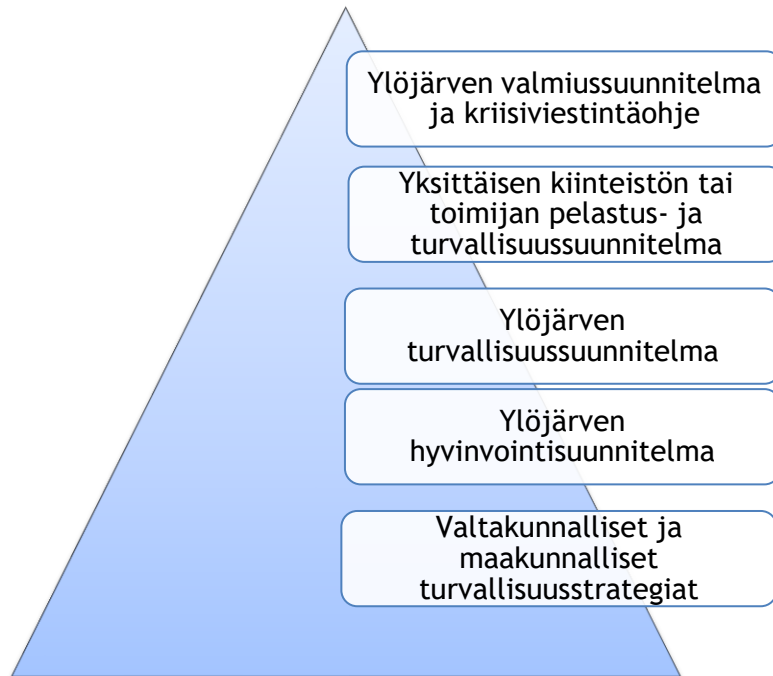 Ylöjärven valmiussuunnitelma
ja kriisiviestintäohje
Yksittäisen kiinteistön tai
toimijan pelastus- ja
turvallisuussuunnitelma
Ylöjärven
turvallisuussuunnitelma
Ylöjärven
hyvinvointisuunnitelma
Valtakunnalliset ja
maakunnalliset
turvallisuusstrategiat